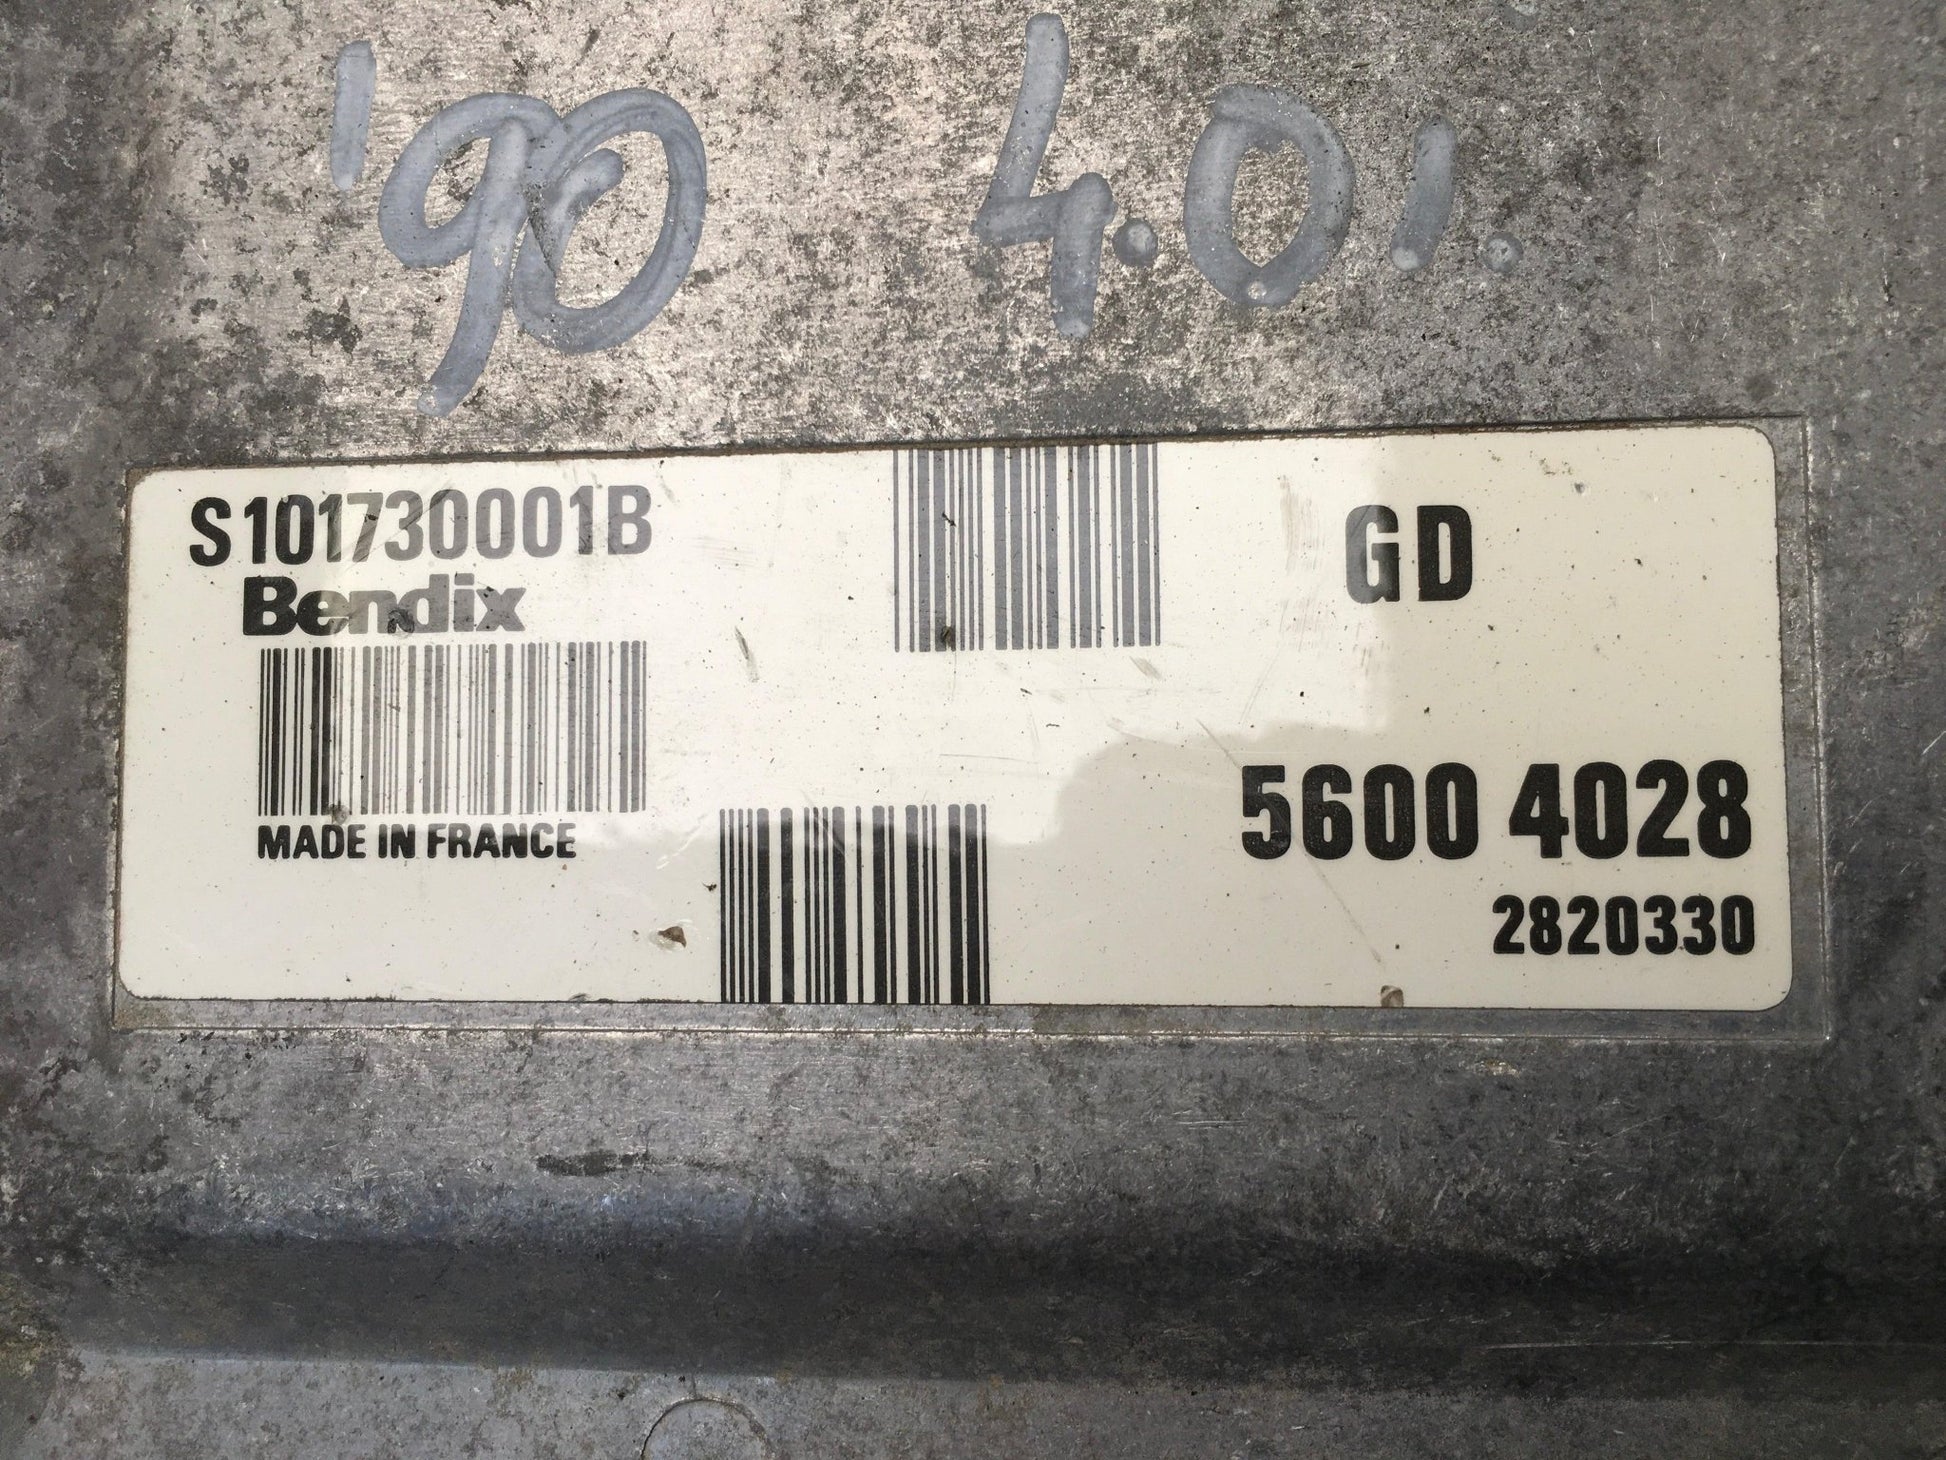 '90 4.0l.
S101730001B
Bendix
MADE IN FRANCE
GD
5600 4028
2820330